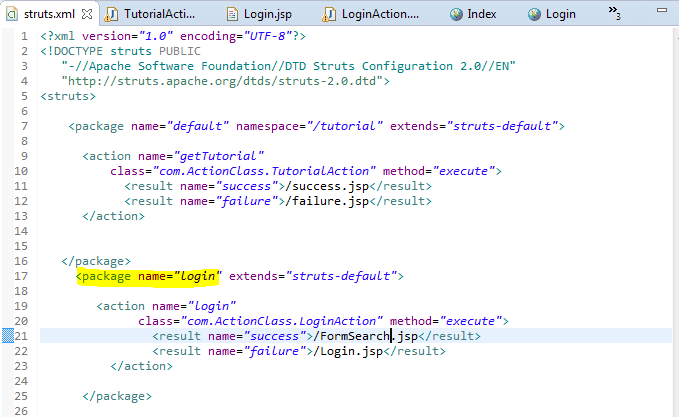 struts.xml TutorialActi... Login.jsp LoginAction.... Index Login »3
1 <?xml version="1.0" encoding="UTF-8"?>
2 <!DOCTYPE struts PUBLIC
3 "-//Apache Software Foundation//DTD Struts Configuration 2.0//EN"
4 "http://struts.apache.org/dtds/struts-2.0.dtd">
5 <struts>
6
7 <package name="default" namespace="/tutorial" extends="struts-default">
8
9 <action name="getTutorial"
10 class="com.ActionClass.TutorialAction" method="execute">
11 <result name="success">/success.jsp</result>
12 <result name="failure">/failure.jsp</result>
13 </action>
14
15
16 </package>
17 <package name="login" extends="struts-default">
18
19 <action name="login"
20 class="com.ActionClass.LoginAction" method="execute">
21 <result name="success">/FormSearch.jsp</result>
22 <result name="failure">/Login.jsp</result>
23 </action>
24
25 </package>
26